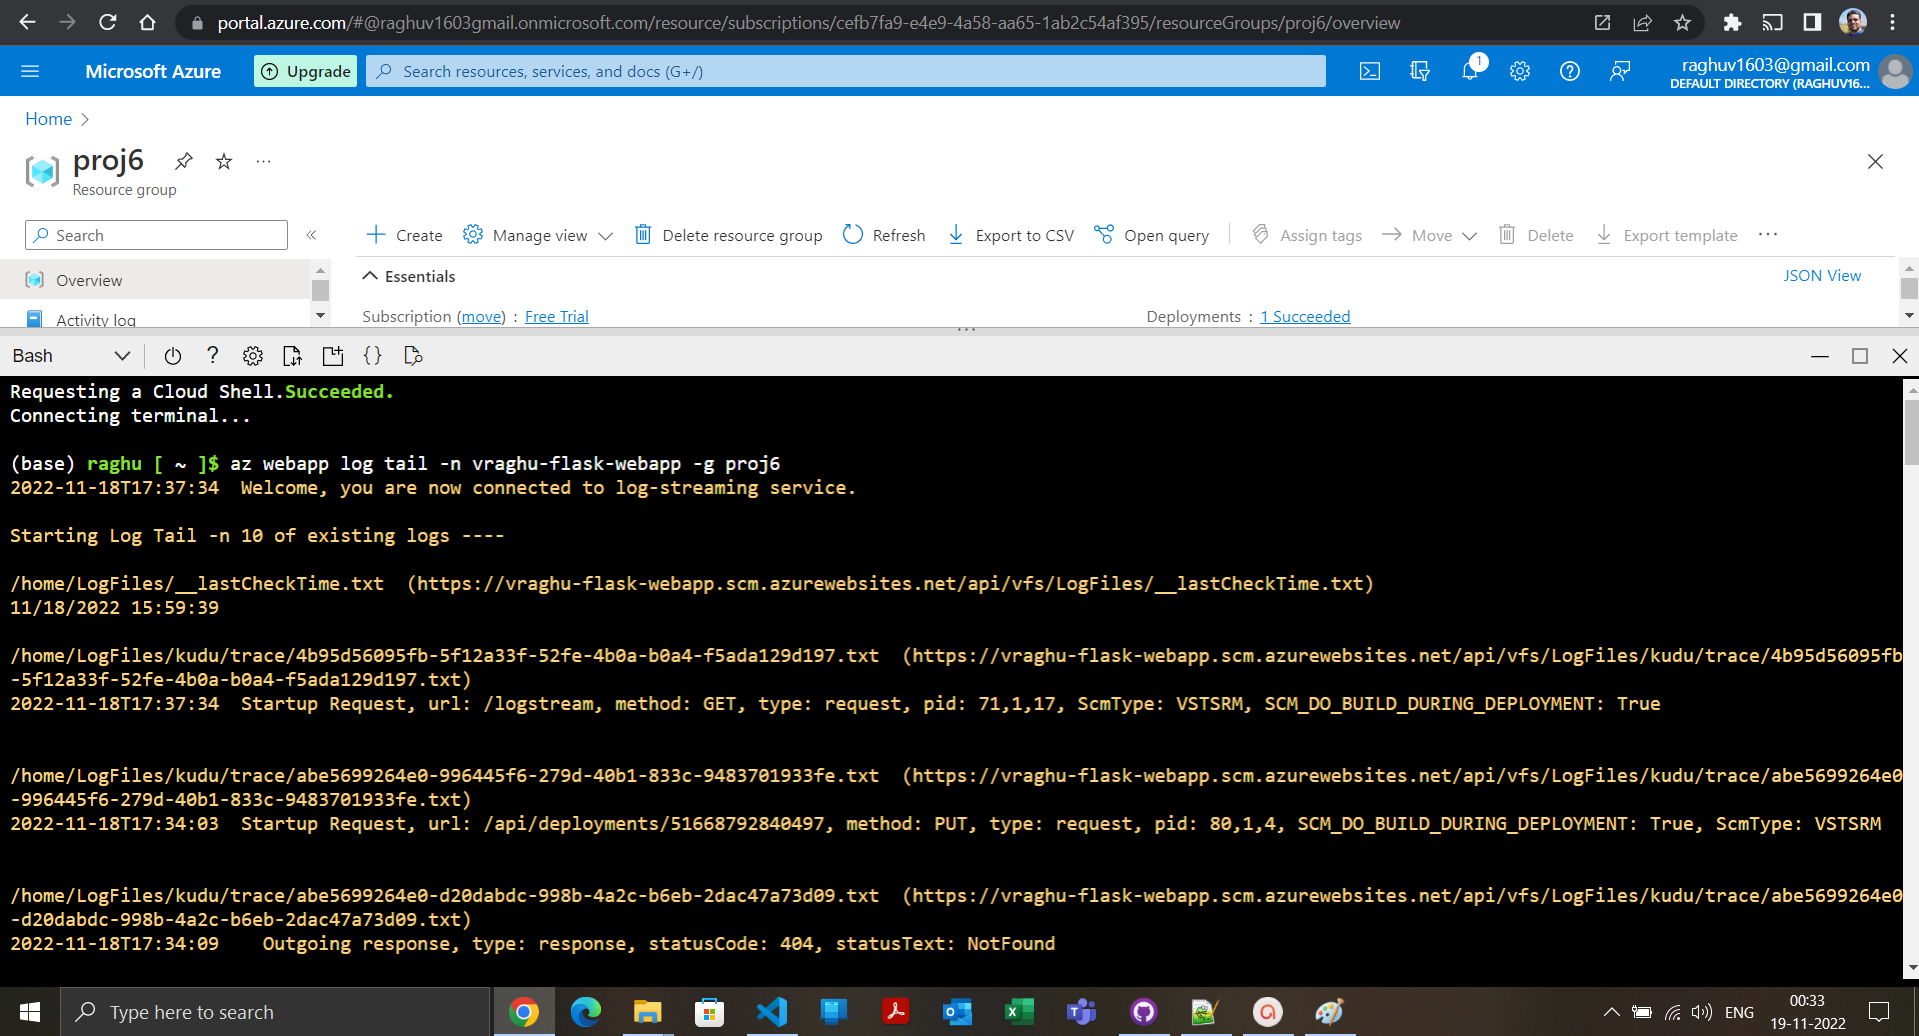 portal.azure.com/#@raghuv1603gmail.onmicrosoft.com/resource/subscriptions/cefb7fa9-e4e9-4a58-aa65-1ab2c54af395/resourceGroups/proj6/overview
Microsoft Azure
Upgrade
Search resources, services, and docs (G+/)
1
raghuv1603@gmail.com
DEFAULT DIRECTORY (RAGHUV16...
Home >
proj6
Resource group
Search
«
Create
Manage view
Delete resource group
Refresh
Export to CSV
Open query
Assign tags
Move
Delete
Export template
Overview
Activity log
Essentials
JSON View
Subscription (move) : Free Trial
Deployments : 1 Succeeded
Bash
Requesting a Cloud Shell.Succeeded.
Connecting terminal...
(base) raghu [ ~ ]$ az webapp log tail -n vraghu-flask-webapp -g proj6
2022-11-18T17:37:34  Welcome, you are now connected to log-streaming service.
Starting Log Tail -n 10 of existing logs ----
/home/LogFiles/__lastCheckTime.txt  (https://vraghu-flask-webapp.scm.azurewebsites.net/api/vfs/LogFiles/__lastCheckTime.txt)
11/18/2022 15:59:39
/home/LogFiles/kudu/trace/4b95d56095fb-5f12a33f-52fe-4b0a-b0a4-f5ada129d197.txt  (https://vraghu-flask-webapp.scm.azurewebsites.net/api/vfs/LogFiles/kudu/trace/4b95d56095fb
-5f12a33f-52fe-4b0a-b0a4-f5ada129d197.txt)
2022-11-18T17:37:34  Startup Request, url: /logstream, method: GET, type: request, pid: 71,1,17, ScmType: VSTSRM, SCM_DO_BUILD_DURING_DEPLOYMENT: True
/home/LogFiles/kudu/trace/abe5699264e0-996445f6-279d-40b1-833c-9483701933fe.txt  (https://vraghu-flask-webapp.scm.azurewebsites.net/api/vfs/LogFiles/kudu/trace/abe5699264e0
-996445f6-279d-40b1-833c-9483701933fe.txt)
2022-11-18T17:34:03  Startup Request, url: /api/deployments/51668792840497, method: PUT, type: request, pid: 80,1,4, SCM_DO_BUILD_DURING_DEPLOYMENT: True, ScmType: VSTSRM
/home/LogFiles/kudu/trace/abe5699264e0-d20dabdc-998b-4a2c-b6eb-2dac47a73d09.txt  (https://vraghu-flask-webapp.scm.azurewebsites.net/api/vfs/LogFiles/kudu/trace/abe5699264e0
-d20dabdc-998b-4a2c-b6eb-2dac47a73d09.txt)
2022-11-18T17:34:09    Outgoing response, type: response, statusCode: 404, statusText: NotFound
Type here to search
ENG
00:33
19-11-2022